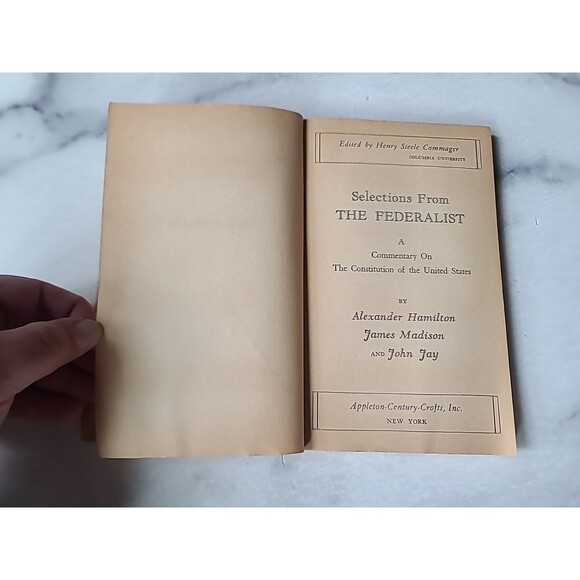 Edited by Henry Steele Commager
COLUMBIA UNIVERSITY
Selections From
THE FEDERALIST
A
Commentary On
The Constitution of the United States
BY
Alexander Hamilton
James Madison
AND John Jay
Appleton-Century-Crofts, Inc.
NEW YORK